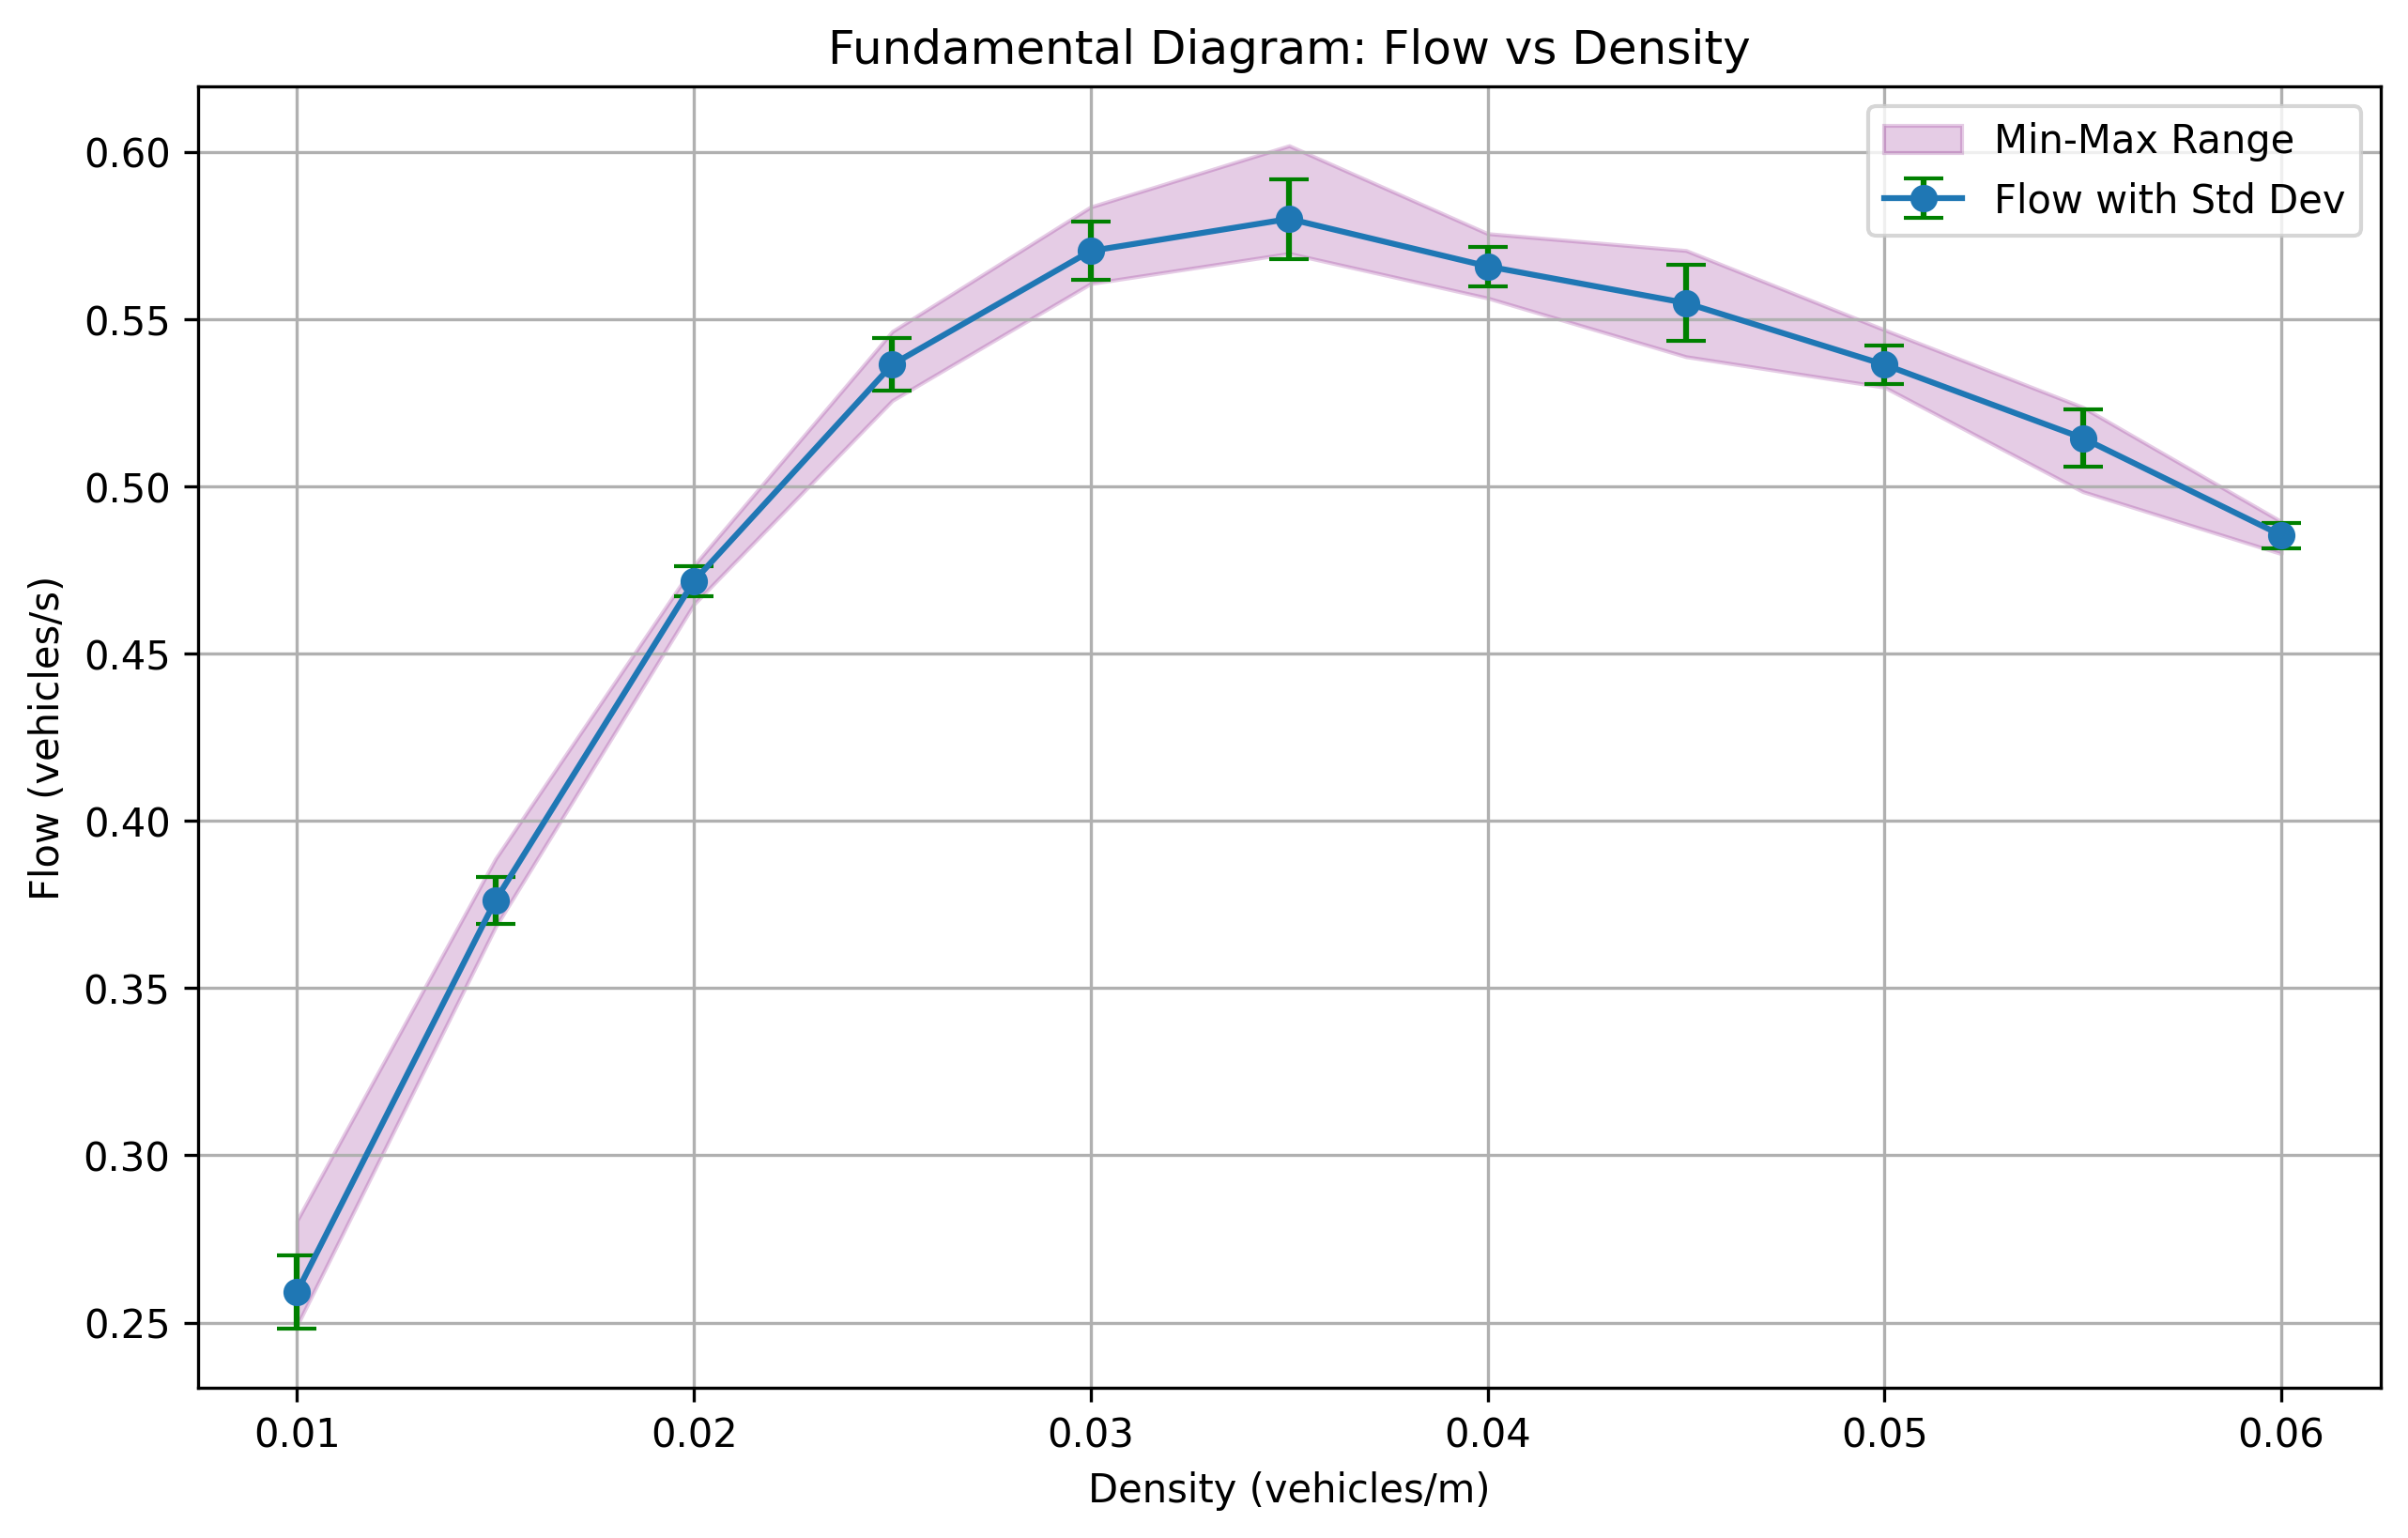 Fundamental Diagram: Flow vs Density
Min-Max Range
Flow with Std Dev
0.60
0.55
0.50
0.45
0.40
0.35
0.30
0.25
Flow (vehicles/s)
0.01 0.02 0.03 0.04 0.05 0.06
Density (vehicles/m)